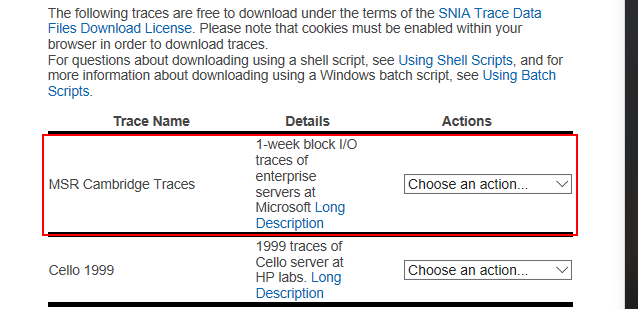 The following traces are free to download under the terms of the SNIA Trace Data
Files Download License. Please note that cookies must be enabled within your
browser in order to download traces.
For questions about downloading using a shell script, see Using Shell Scripts, and for
more information about downloading using a Windows batch script, see Using Batch
Scripts.
Trace Name Details Actions
1-week block I/O
traces of
enterprise
MSR Cambridge Traces Choose an action...
servers at
Microsoft Long
Description
1999 traces of
Cello server at
Cello 1999 Choose an action...
HP labs. Long
Description